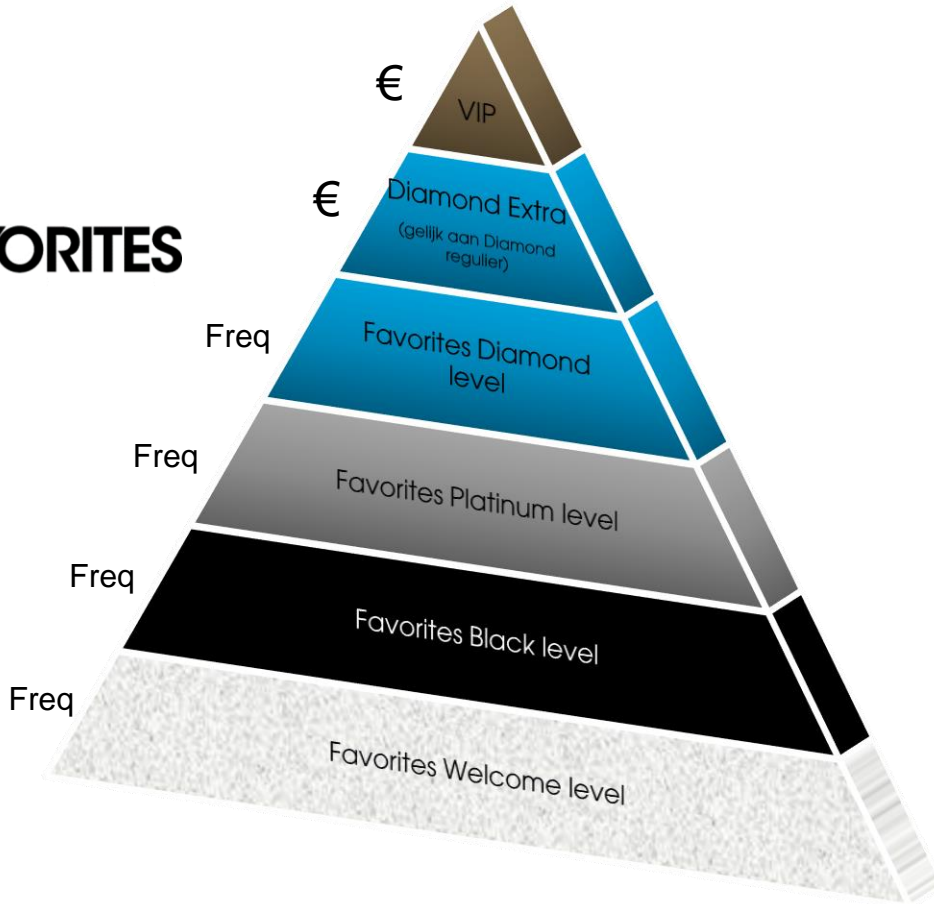 €
VIP
€
Diamond Extra
(gelijk aan Diamond
regulier)
ORITES
Freq
Favorites Diamond
level
Freq
Favorites Platinum level
Freq
Favorites Black level
Freq
Favorites Welcome level